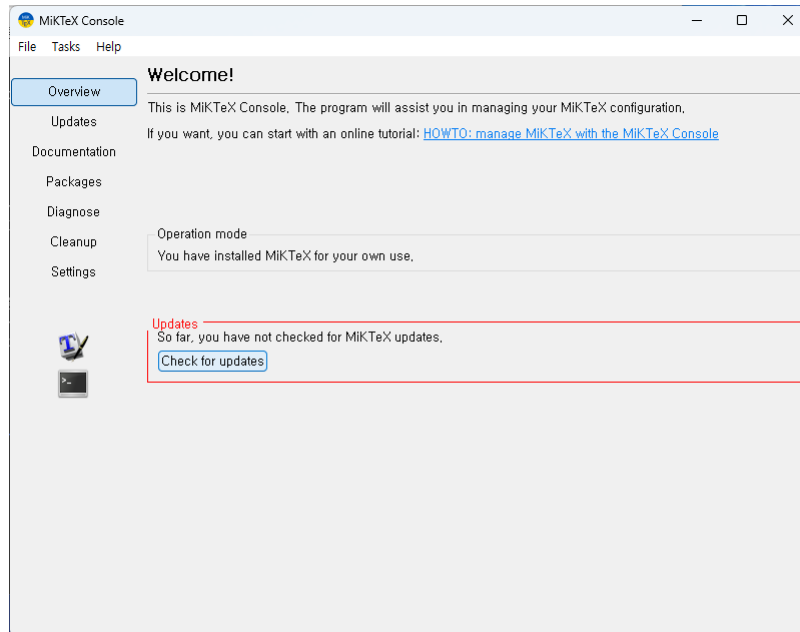 MiKTeX Console
File Tasks Help
Overview
Updates
Documentation
Packages
Diagnose
Cleanup
Settings
Welcome!
This is MiKTeX Console. The program will assist you in managing your MiKTeX configuration.
If you want, you can start with an online tutorial: HOWTO: manage MiKTeX with the MiKTeX Console
Operation mode
You have installed MiKTeX for your own use.
Updates
So far, you have not checked for MiKTeX updates.
Check for updates